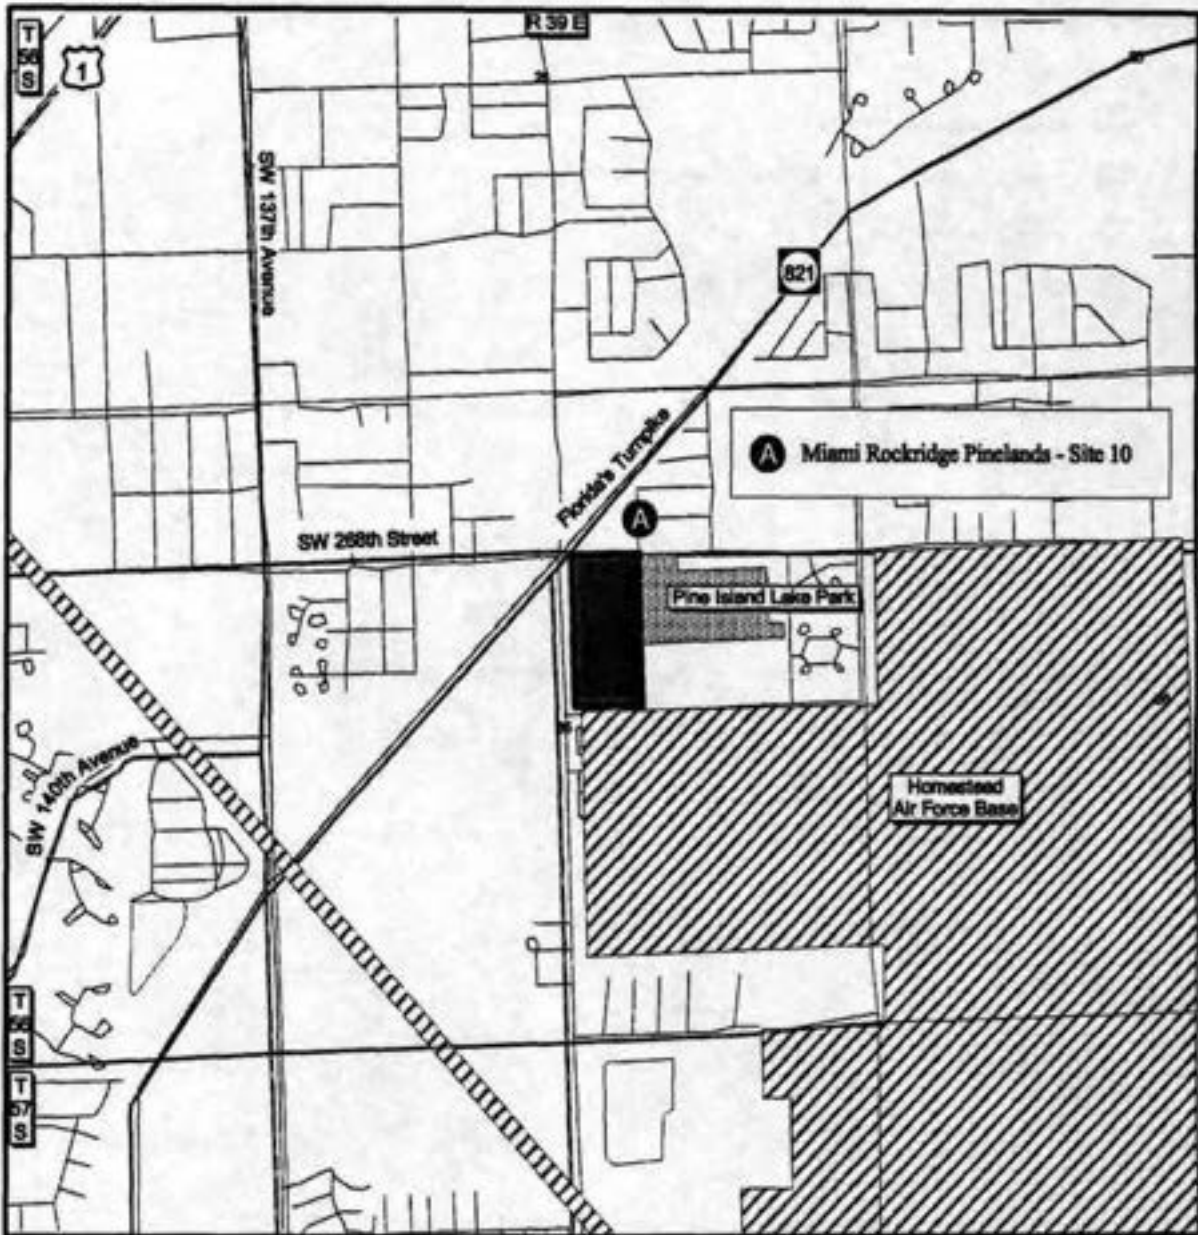 R 39 E
T
56
S
1
SW 137th Avenue
821
Florida's Turnpike
A
Miami Rockridge Pinelands - Site 10
A
SW 268th Street
Pine Island Lake Park
SW 140th Avenue
Homestead
Air Force Base
T
56
S
T
57
S